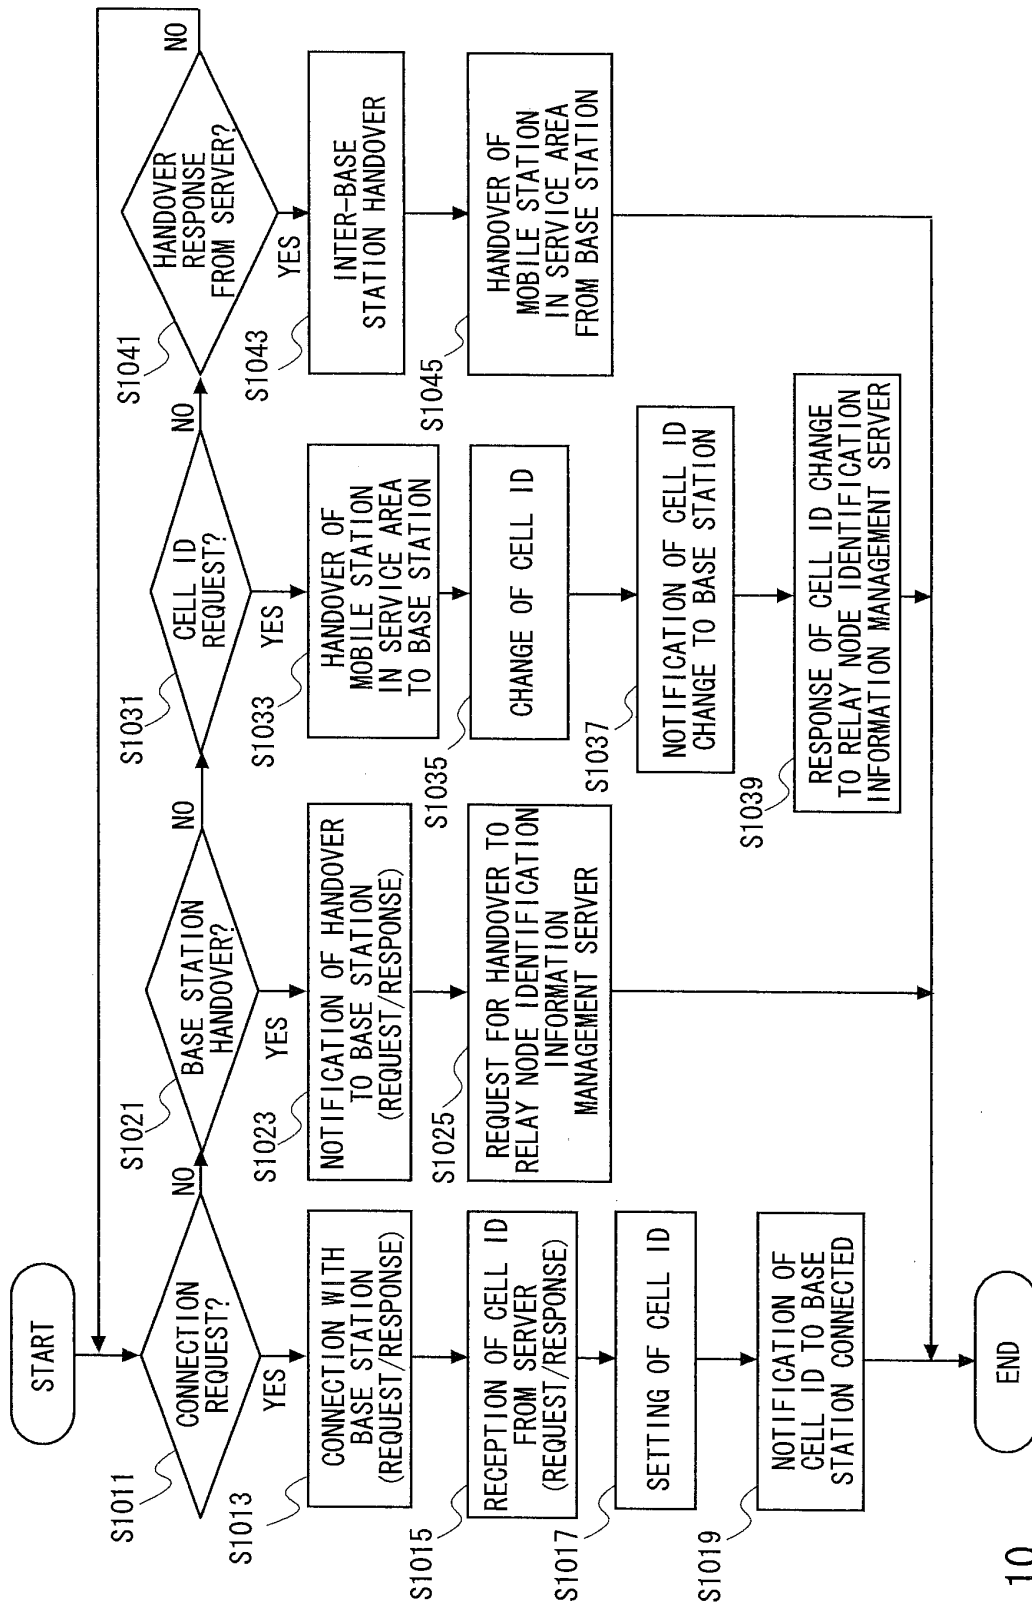 START
S1011
CONNECTION
REQUEST?
NO
YES
S1013
CONNECTION WITH
BASE STATION
(REQUEST/RESPONSE)
S1015
RECEPTION OF CELL ID
FROM SERVER
(REQUEST/RESPONSE)
S1017
SETTING OF CELL ID
S1019
NOTIFICATION OF
CELL ID TO BASE
STATION CONNECTED
S1021
BASE STATION
HANDOVER?
NO
YES
S1023
NOTIFICATION OF HANDOVER
TO BASE STATION
(REQUEST/RESPONSE)
S1025
REQUEST FOR HANDOVER TO
RELAY NODE IDENTIFICATION
INFORMATION
MANAGEMENT SERVER
S1031
CELL ID
REQUEST?
NO
YES
S1033
HANDOVER OF
MOBILE STATION
IN SERVICE AREA
TO BASE STATION
S1035
CHANGE OF CELL ID
S1037
NOTIFICATION OF CELL ID
CHANGE TO BASE STATION
S1039
RESPONSE OF CELL ID CHANGE
TO RELAY NODE IDENTIFICATION
INFORMATION MANAGEMENT SERVER
S1041
HANDOVER
RESPONSE
FROM SERVER?
NO
YES
S1043
INTER-BASE
STATION HANDOVER
S1045
HANDOVER OF
MOBILE STATION
IN SERVICE AREA
FROM BASE STATION
END
10